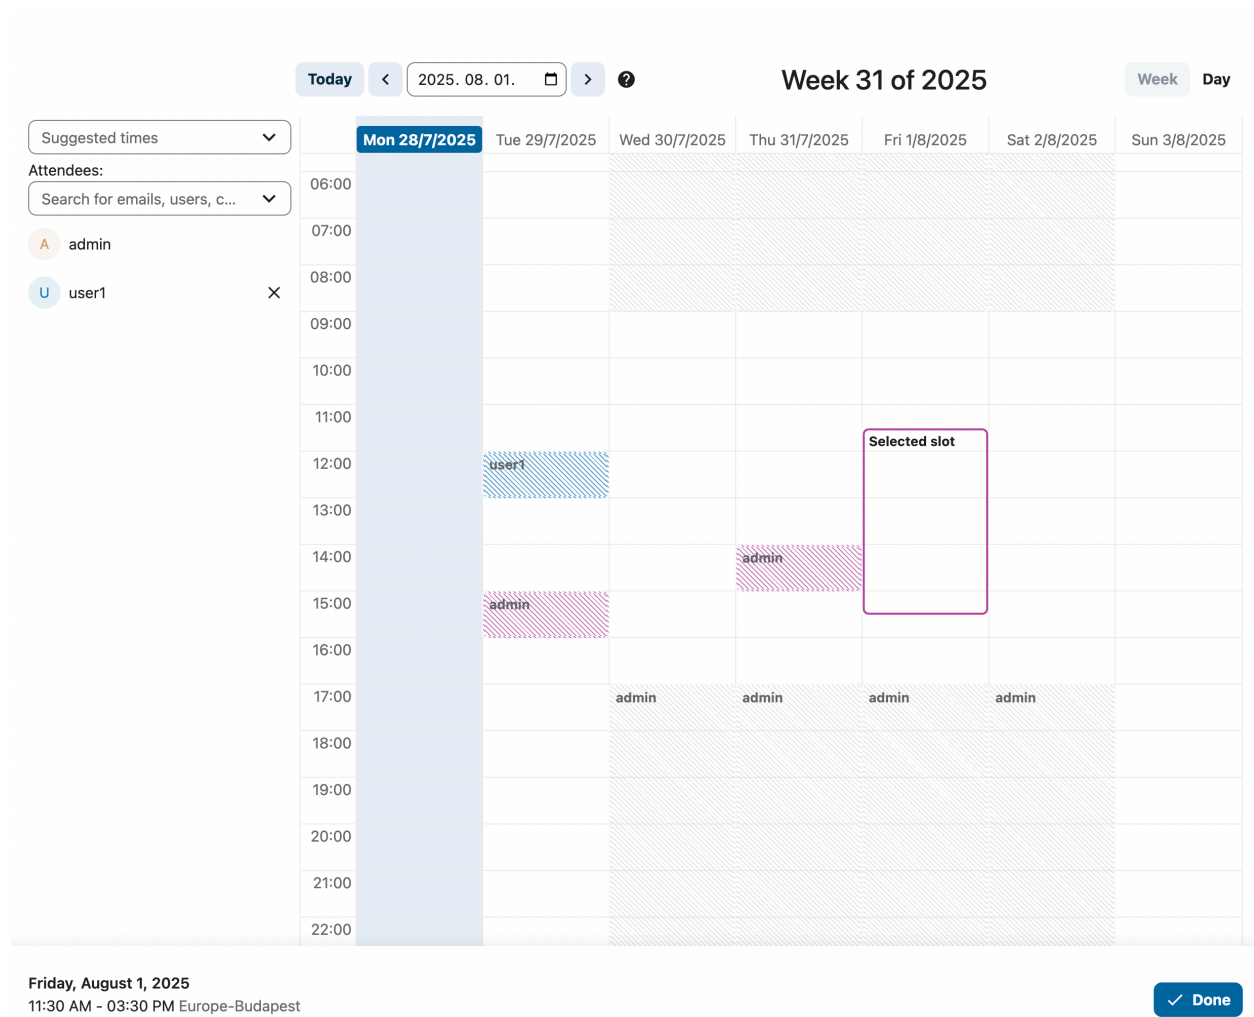 Today 2025. 08. 01. ? Week 31 of 2025 Week Day
Suggested times
Mon 28/7/2025 Tue 29/7/2025 Wed 30/7/2025 Thu 31/7/2025 Fri 1/8/2025 Sat 2/8/2025 Sun 3/8/2025
Attendees:
Search for emails, users, c...
A admin
U user1
06:00
07:00
08:00
09:00
10:00
11:00
Selected slot
12:00 user1
13:00
14:00 admin
15:00 admin
16:00
17:00 admin admin admin admin
18:00
19:00
20:00
21:00
22:00
Friday, August 1, 2025
11:30 AM - 03:30 PM Europe-Budapest
Done